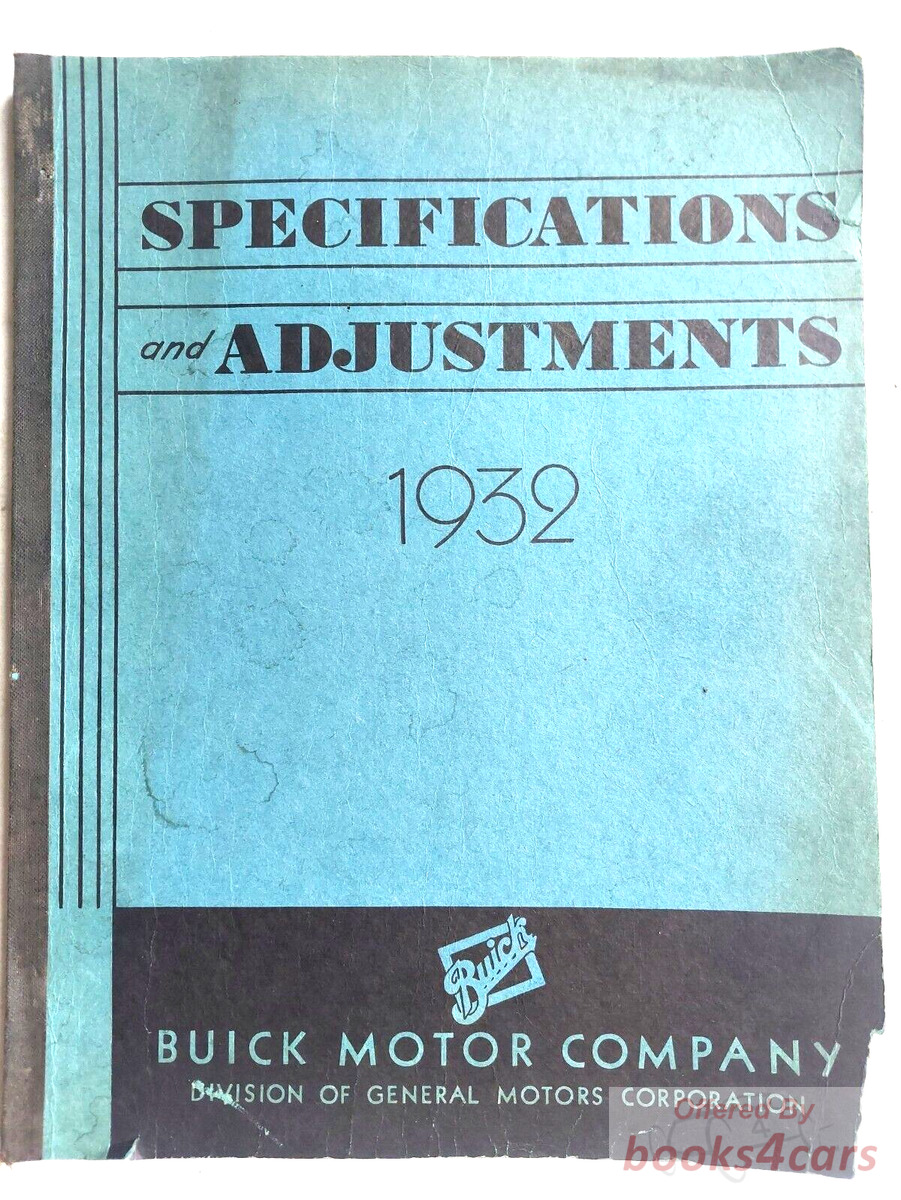 SPECIFICATIONS
and ADJUSTMENTS
1932
Buick
BUICK MOTOR COMPANY
DIVISION OF GENERAL MOTORS CORPORATION
Offered By
books4cars